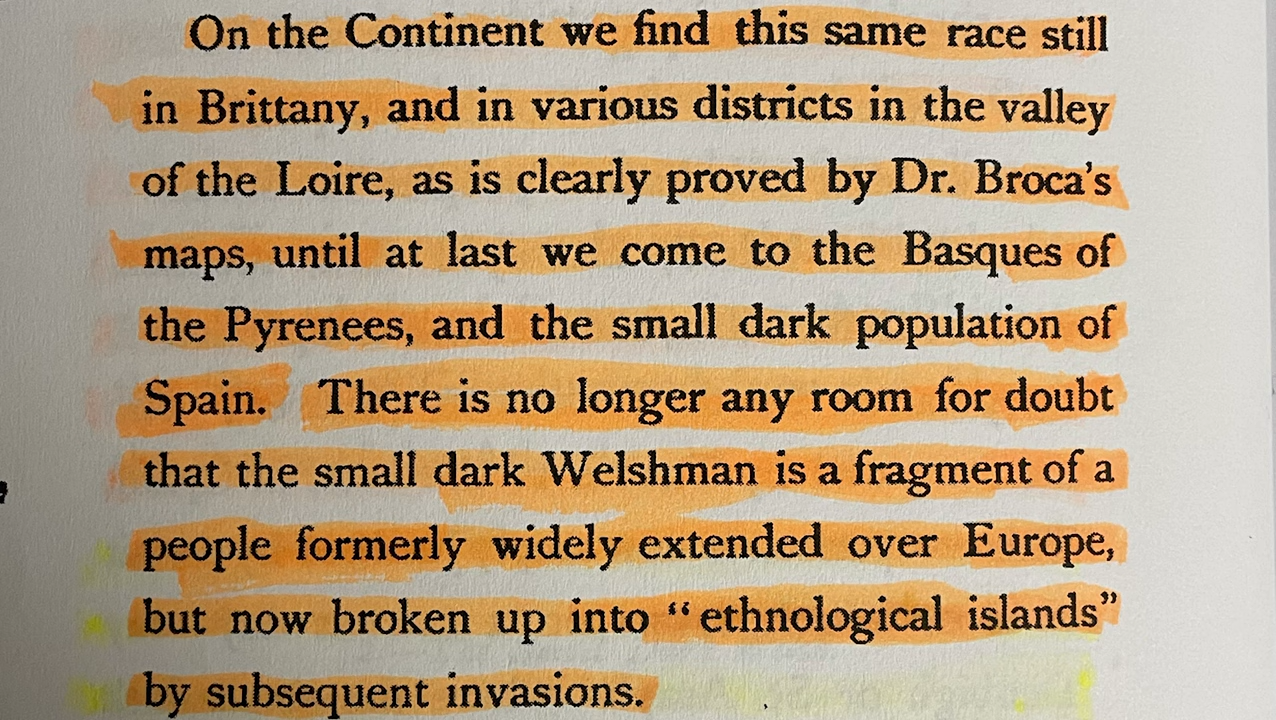 On the Continent we find this same race still
in Brittany, and in various districts in the valley
of the Loire, as is clearly proved by Dr. Broca's
maps, until at last we come to the Basques of
the Pyrenees, and the small dark population of
Spain. There is no longer any room for doubt
that the small dark Welshman is a fragment of a
people formerly widely extended over Europe,
but now broken up into “ethnological islands”
by subsequent invasions.